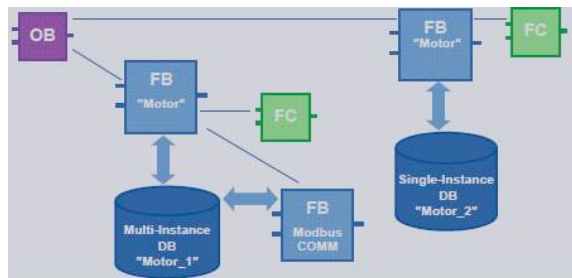 OB
FB
"Motor"
FC
FB
"Motor"
FC
Multi-Instance
DB
"Motor_1"
FB
Modbus
COMM
Single-Instance
DB
"Motor_2"